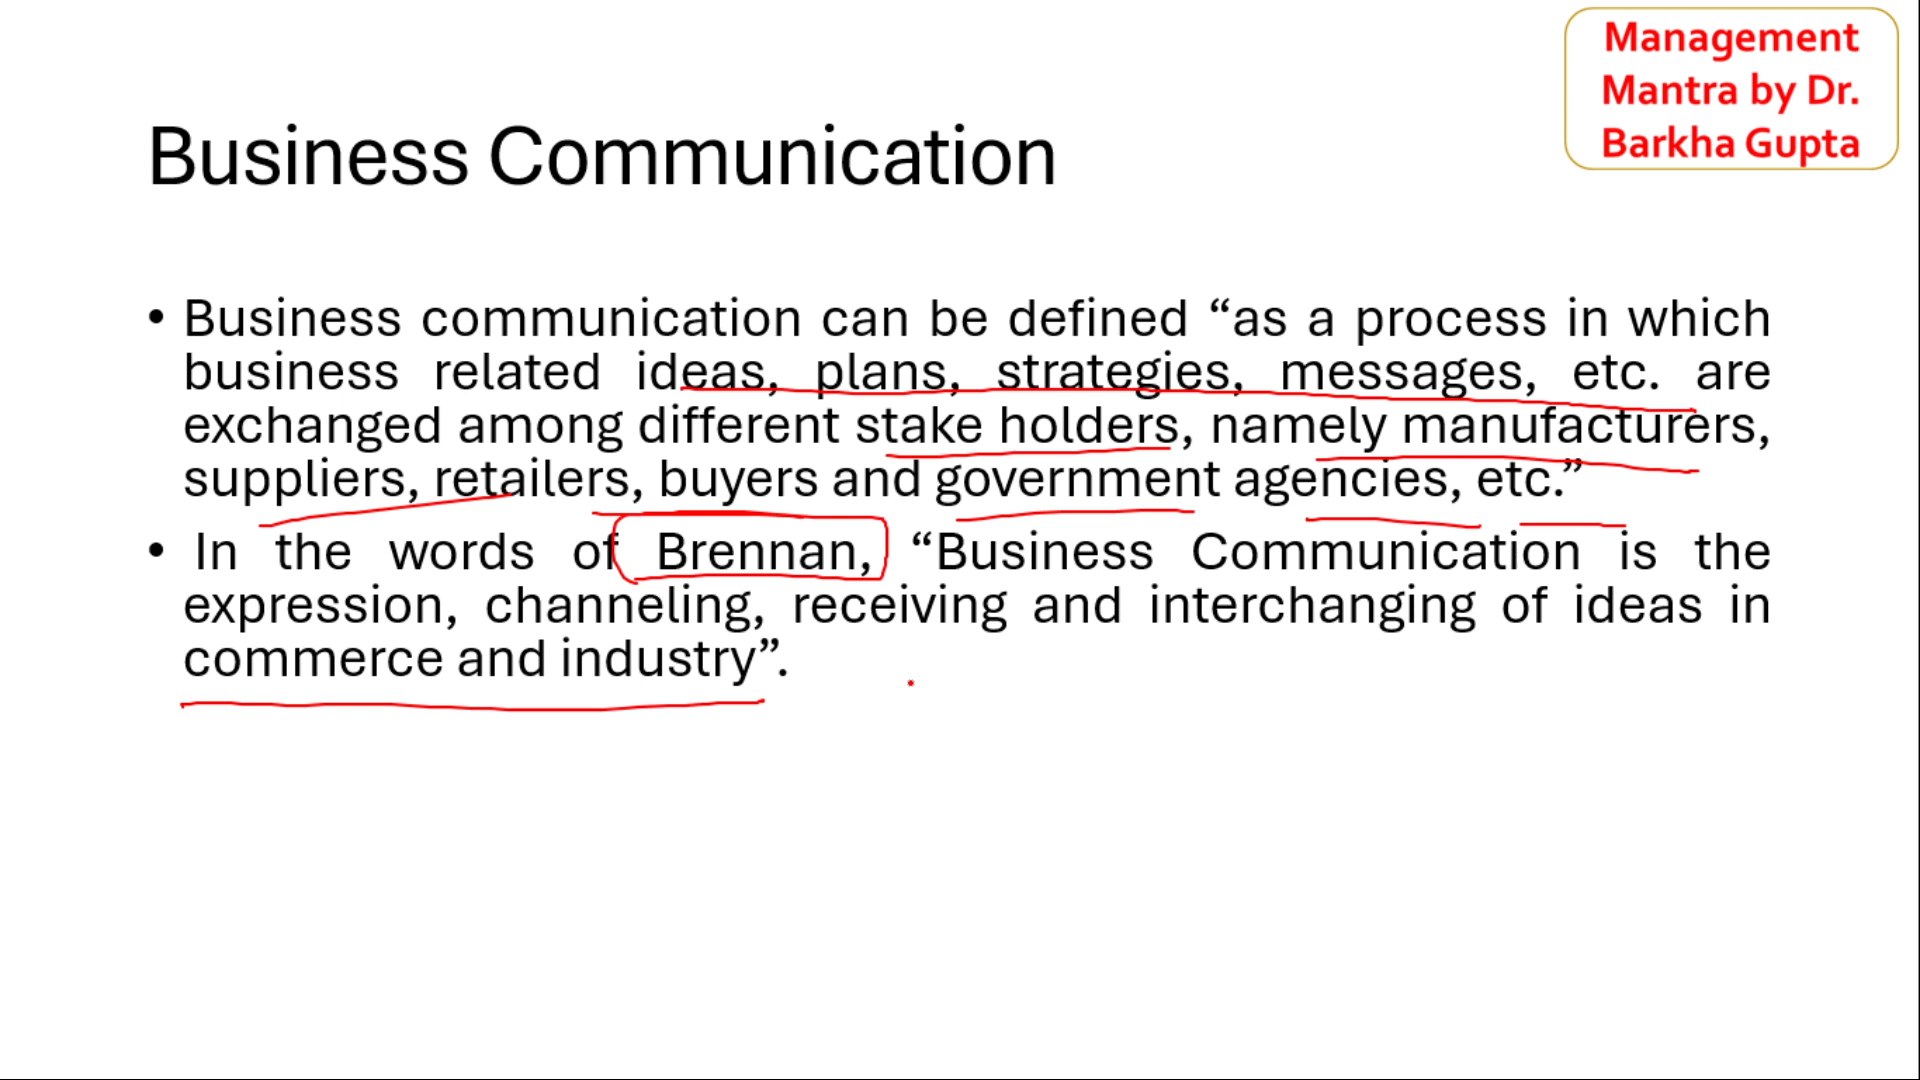 Management
Mantra by Dr.
Barkha Gupta
Business Communication
• Business communication can be defined “as a process in which
business related ideas, plans, strategies, messages, etc. are
exchanged among different stake holders, namely manufacturers,
suppliers, retailers, buyers and government agencies, etc.”
• In the words of Brennan, “Business Communication is the
expression, channeling, receiving and interchanging of ideas in
commerce and industry”.